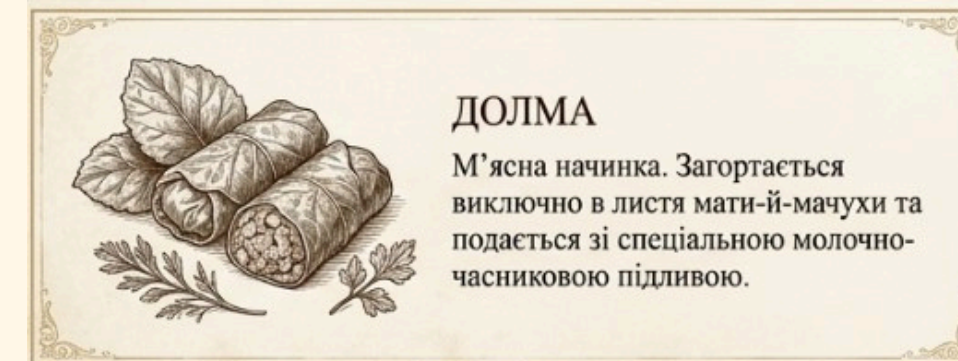 ДОЛМА
М’ясна начинка. Загортається
виключно в листя мати-й-мачухи та
подається зі спеціальною молочно-
часниковою підливою.